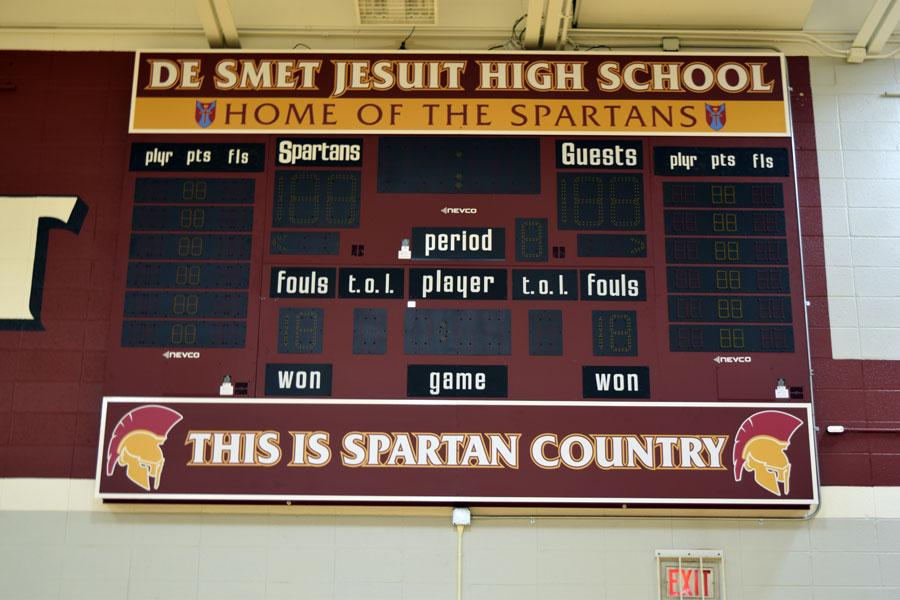 DE SMET JESUIT HIGH SCHOOL
HOME OF THE SPARTANS
plyr pts fls
Spartans
Guests
plyr pts fls
NEVCO
period
fouls t.o.l. player t.o.l. fouls
NEVCO
NEVCO
won game won
THIS IS SPARTAN COUNTRY
EXIT